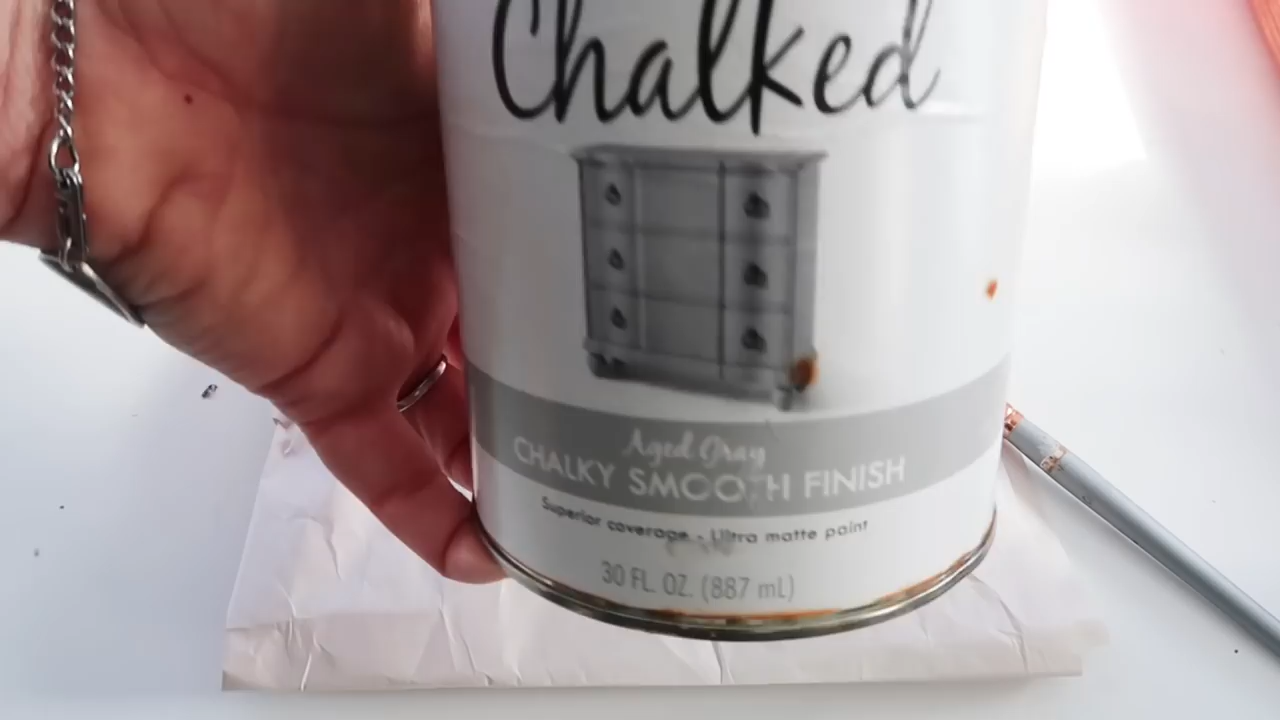 Chalked
Aged Gray
CHALKY SMOOTH FINISH
Superior coverage - Ultra matte paint
30 FL. OZ. (887 mL)